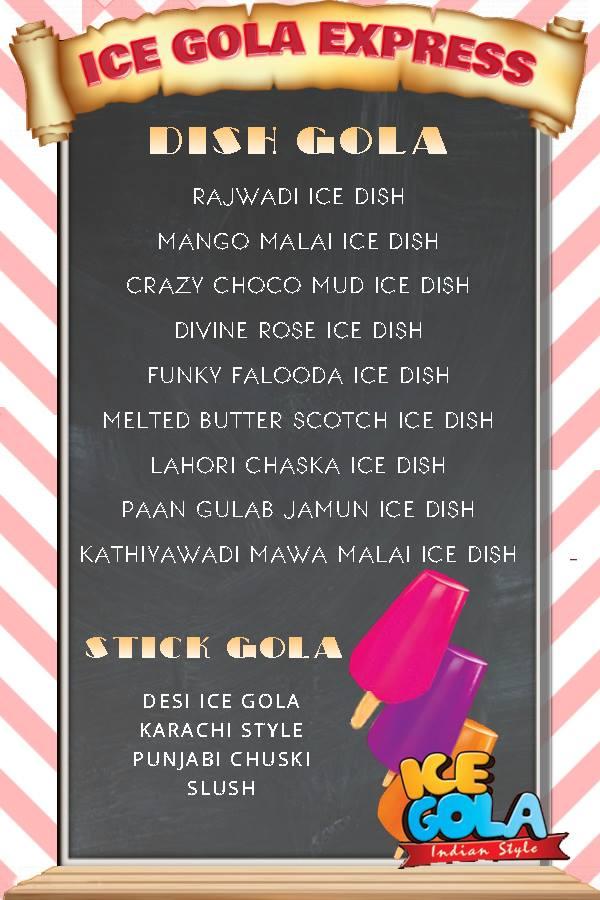 ICE GOLA EXPRESS
DISH GOLA
RAJWADI ICE DISH
MANGO MALAI ICE DISH
CRAZY CHOCO MUD ICE DISH
DIVINE ROSE ICE DISH
FUNKY FALOODA ICE DISH
MELTED BUTTER SCOTCH ICE DISH
LAHORI CHASKA ICE DISH
PAAN GULAB JAMUN ICE DISH
KATHIYAWADI MAWA MALAI ICE DISH
STICK GOLA
DESI ICE GOLA
KARACHI STYLE
PUNJABI CHUSKI
SLUSH
ICE
GOLA
Indian Style